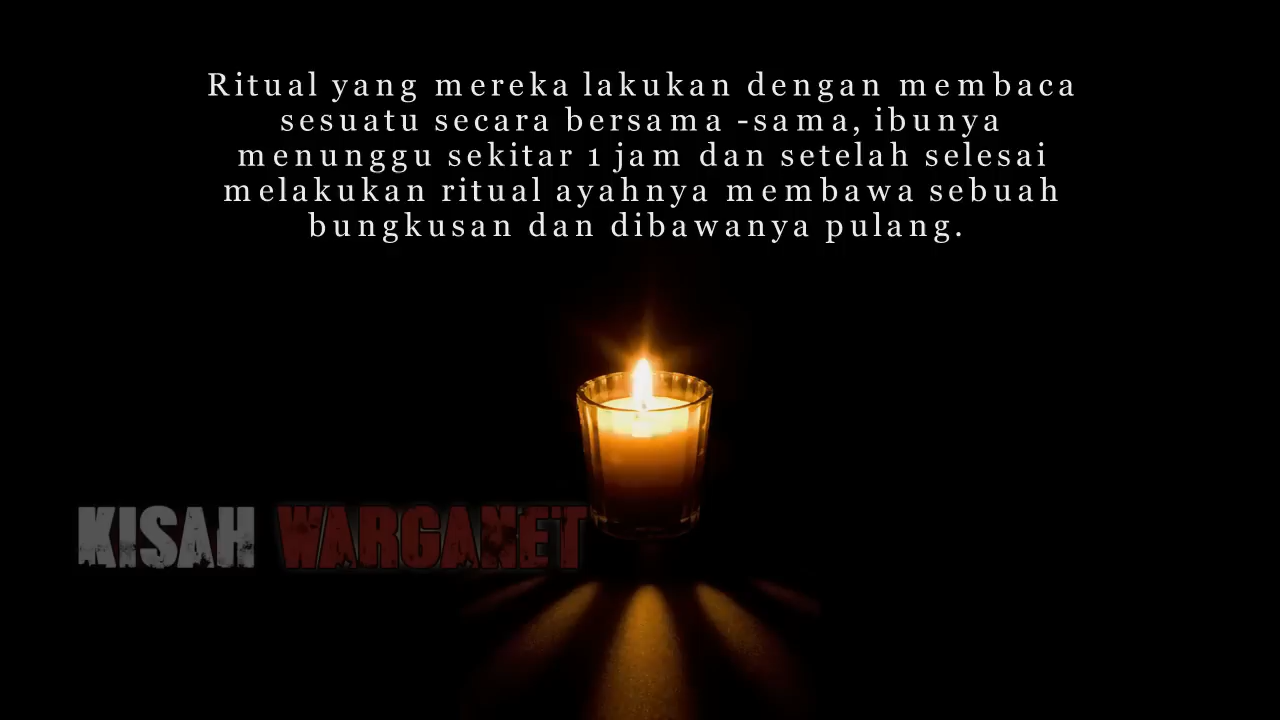 Ritual yang mereka lakukan dengan membaca
sesuatu secara bersama -sama, ibunya
menunggu sekitar 1 jam dan setelah selesai
melakukan ritual ayahnya membawa sebuah
bungkusan dan dibawanya pulang.
KISAH WARGANET